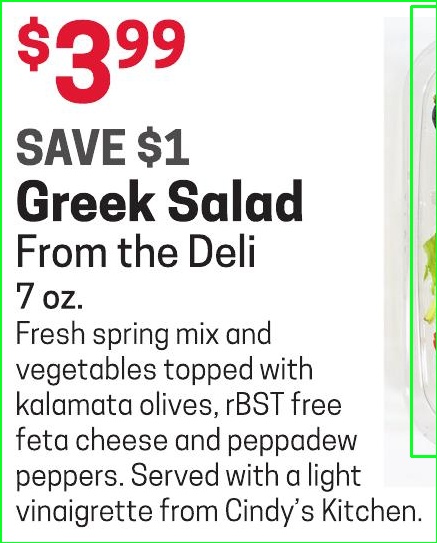 $3.99
SAVE $1
Greek Salad
From the Deli
7 oz.
Fresh spring mix and
vegetables topped with
kalamata olives, rBST free
feta cheese and peppadew
peppers. Served with a light
vinaigrette from Cindy's Kitchen.